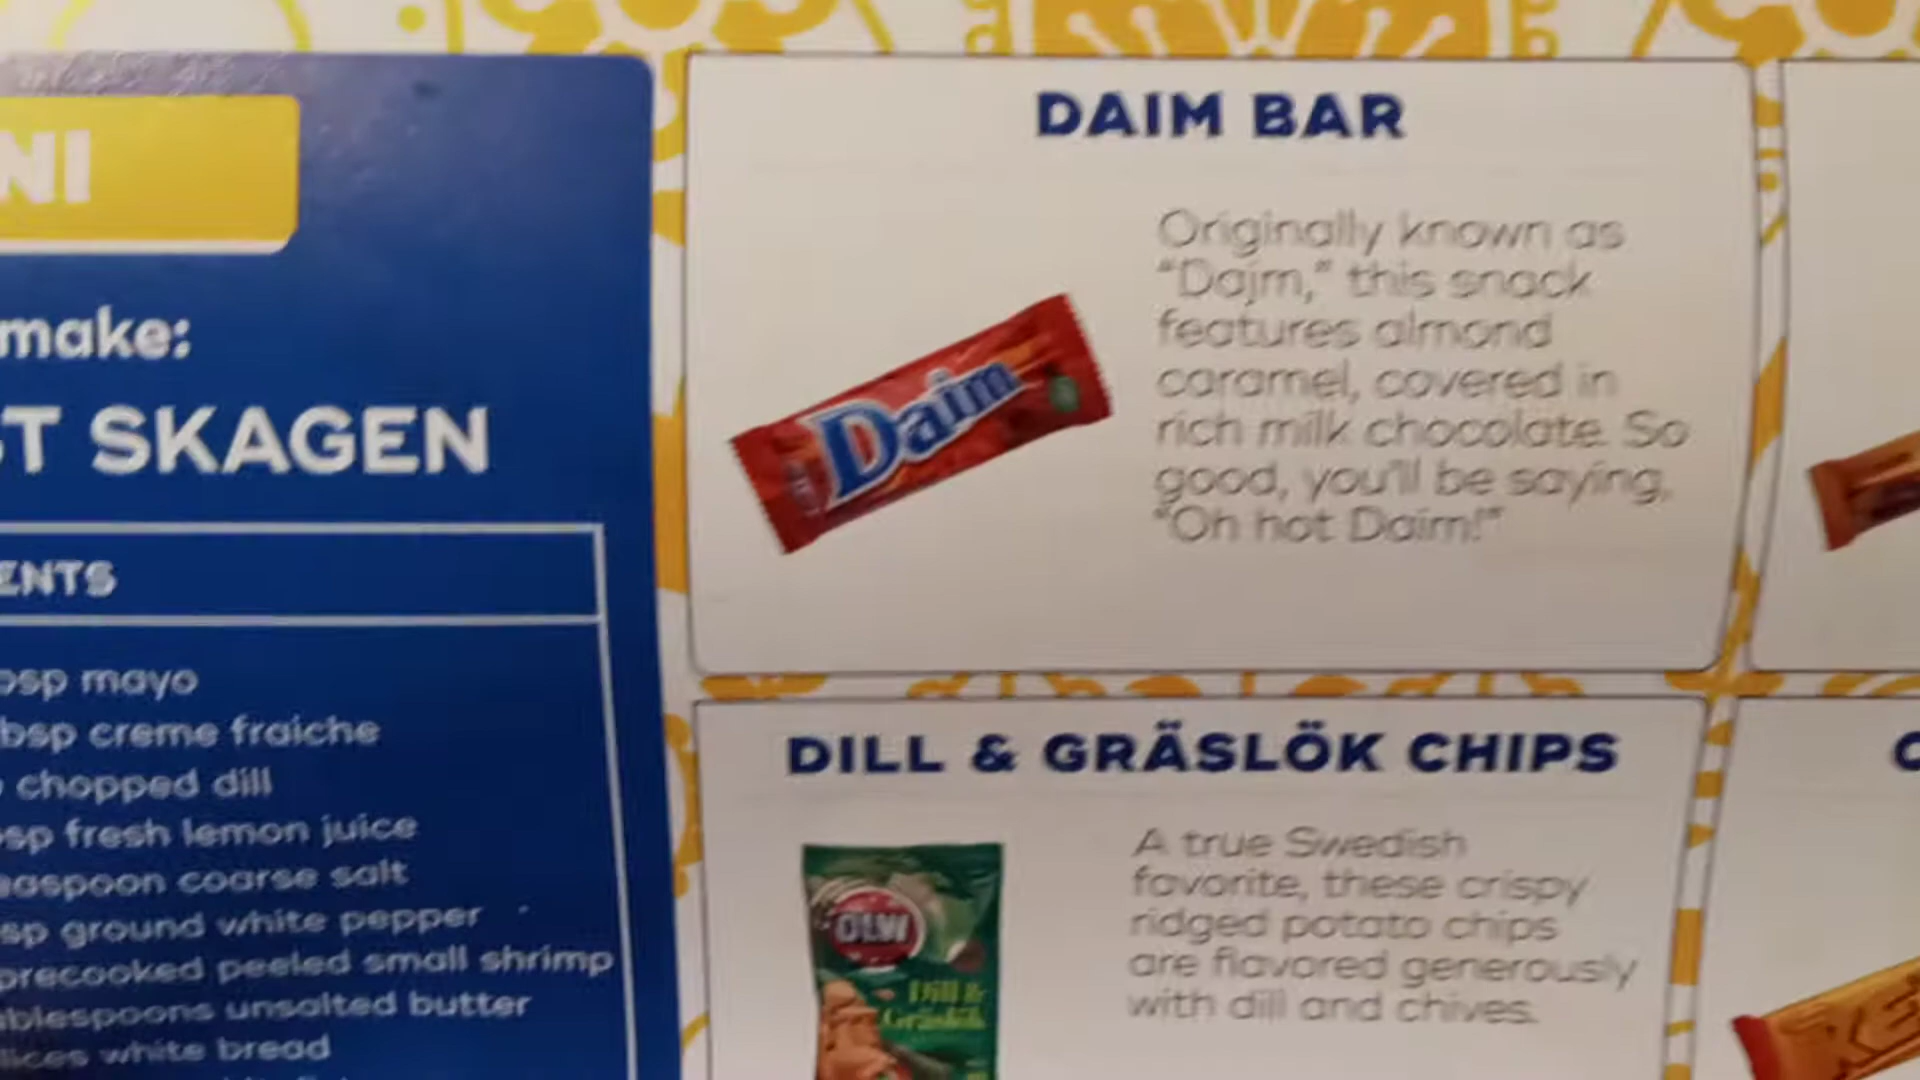 NI
make:
ST SKAGEN
ENTS
bsp mayo
bsp creme fraiche
chopped dill
sp fresh lemon juice
easpoon coarse salt
sp ground white pepper
precooked peeled small shrimp
ablespoons unsalted butter
lices white bread
DAIM BAR
Originally known as
"Dajm," this snack
features almond
caramel, covered in
rich milk chocolate. So
good, you'll be saying,
"Oh hot Daim!"
Daim
DILL & GRÄSLÖK CHIPS
A true Swedish
favorite, these crispy
ridged potato chips
are flavored generously
with dill and chives.
OLW
Dill &
Gräslök